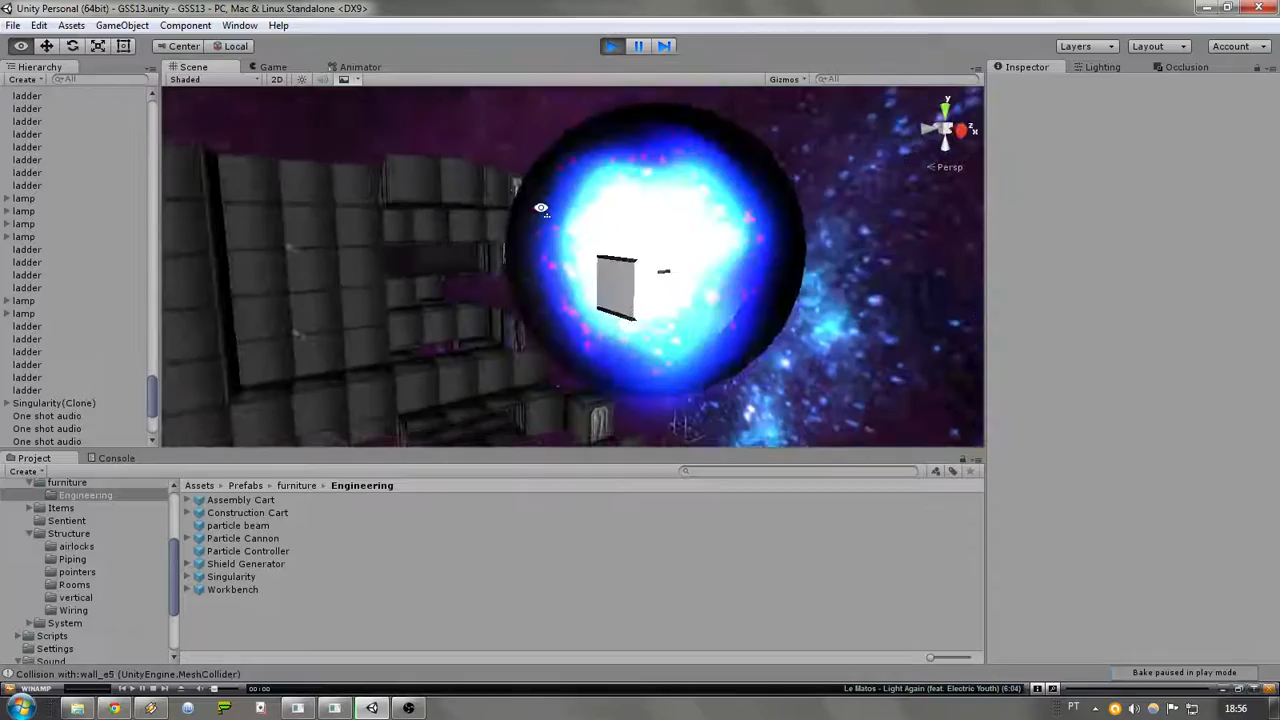 Unity Personal (64bit) - GSS13.unity - GSS13 - PC, Mac & Linux Standalone <DX9>
File Edit Assets GameObject Component Window Help
Center Local Layers Layout Account
Hierarchy Scene Game Animator Inspector Lighting Occlusion
Create All Shaded 2D Gizmos All
ladder
ladder
ladder
ladder
ladder
ladder
ladder
ladder
lamp
lamp
lamp
lamp
ladder
ladder
ladder
ladder
lamp
lamp
ladder
ladder
ladder
ladder
ladder
ladder
Singularity(Clone)
One shot audio
One shot audio
One shot audio
y
z
x
Persp
Project Console
Create
furniture
Engineering
Items
Sentient
Structure
airlocks
Piping
pointers
Rooms
vertical
Wiring
System
Scripts
Settings
Sound
Assets Prefabs furniture Engineering
Assembly Cart
Construction Cart
particle beam
Particle Cannon
Particle Controller
Shield Generator
Singularity
Workbench
Collision with:wall_e5 (UnityEngine.MeshCollider)
Bake paused in play mode
WINAMP 00:00 Le Matos - Light Again (feat. Electric Youth) (6:04)
PT 18:56